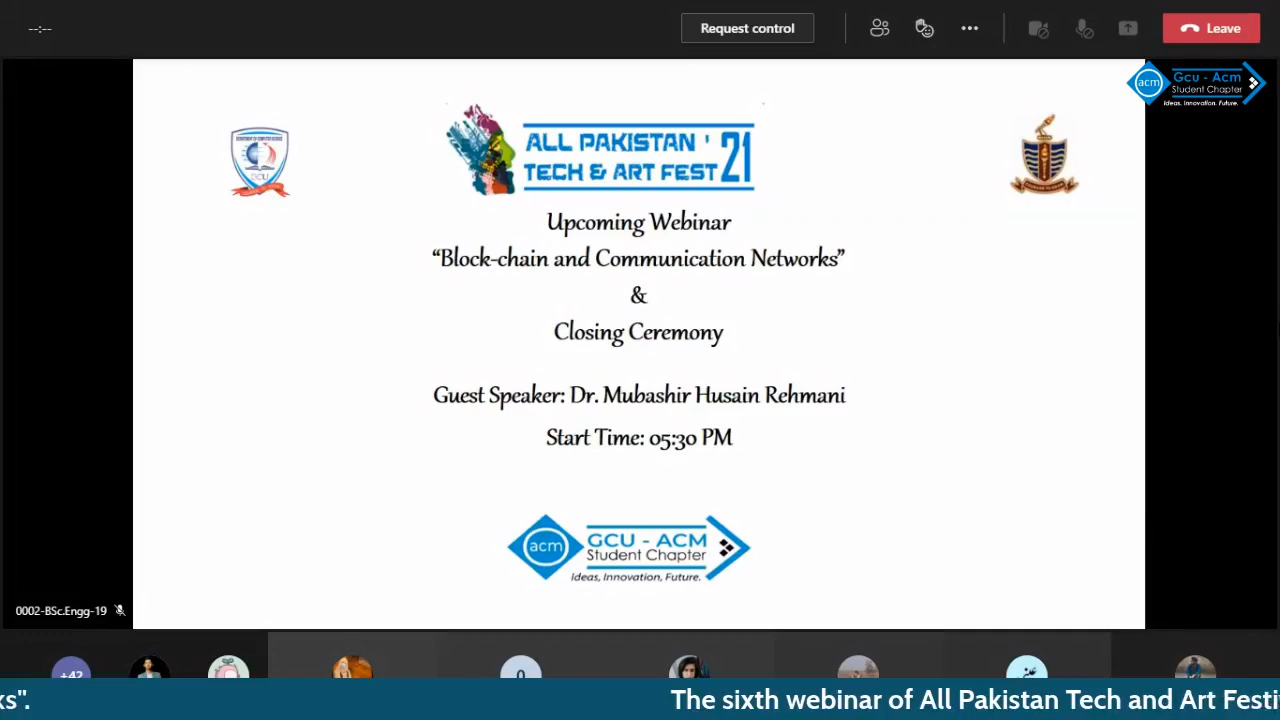 --:--
Request control
Leave
acm
Gcu - Acm
Student Chapter
Ideas. Innovation. Future.
ALL PAKISTAN '21
TECH & ART FEST
Upcoming Webinar
“Block-chain and Communication Networks”
&
Closing Ceremony
Guest Speaker: Dr. Mubashir Husain Rehmani
Start Time: 05:30 PM
acm
GCU - ACM
Student Chapter
Ideas, Innovation, Future.
0002-BSc.Engg-19
+42
0
ks".
The sixth webinar of All Pakistan Tech and Art Festi